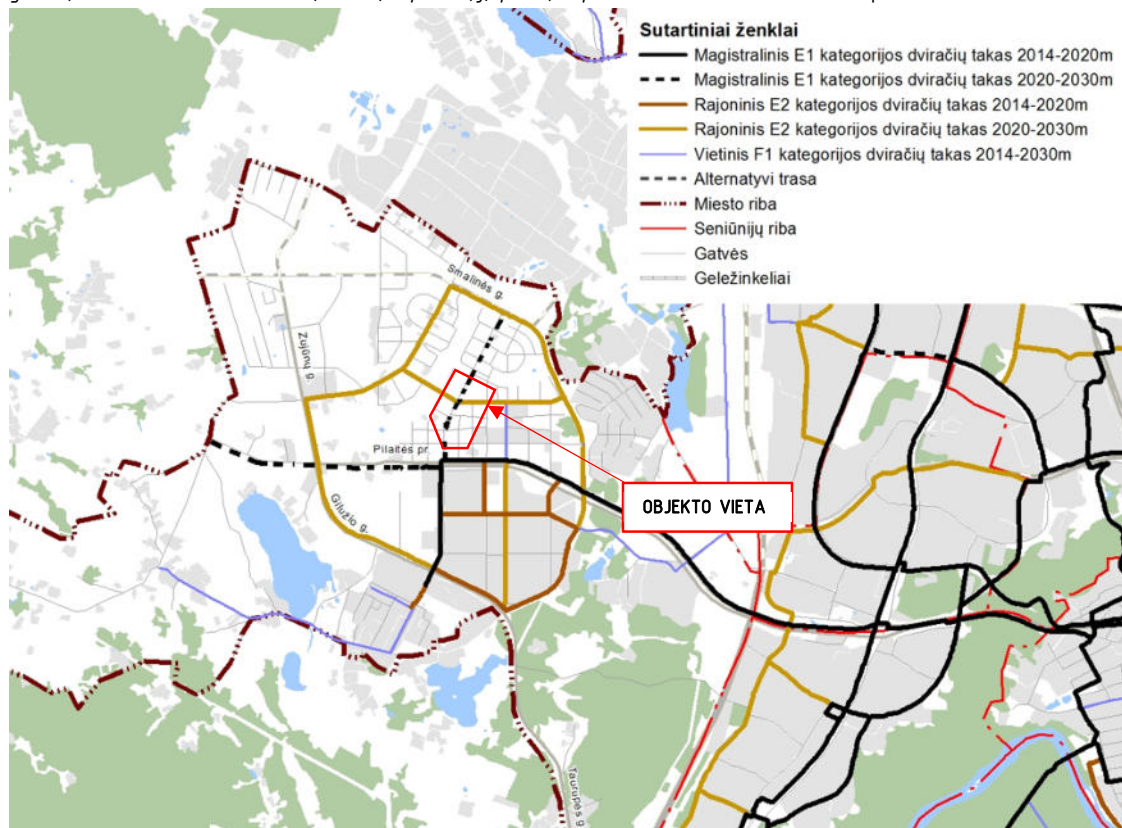 Sutartiniai ženklai
Magistralinis E1 kategorijos dviračių takas 2014-2020m
Magistralinis E1 kategorijos dviračių takas 2020-2030m
Rajoninis E2 kategorijos dviračių takas 2014-2020m
Rajoninis E2 kategorijos dviračių takas 2020-2030m
Vietinis F1 kategorijos dviračių takas 2014-2030m
Alternatyvi trasa
Miesto riba
Seniūnijų riba
Gatvės
Geležinkeliai
Smalinės g.
Zujūnų g.
Pilaitės pr.
OBJEKTO VIETA
Gilužio g.
Taurupės g